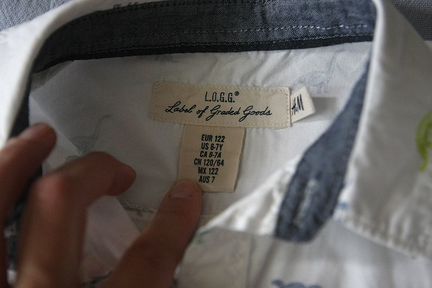 L.O.G.G.®
Label of Graded Goods
EUR 122
US 6-7Y
CA 6-7A
CN 120/64
MX 122
AUS 7